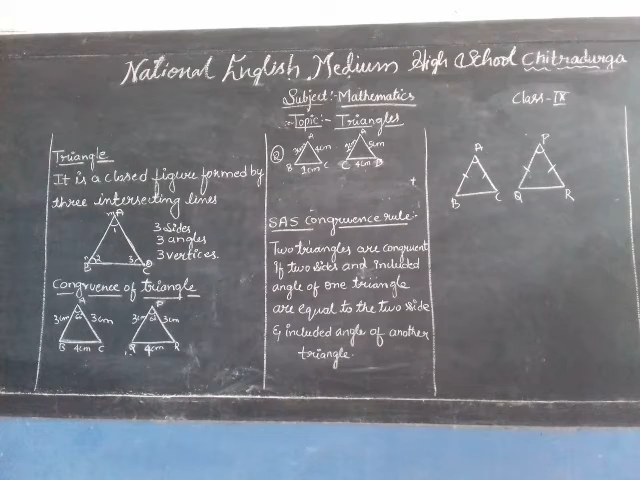 National English Medium High School Chitradurga
Subject:- Mathematics
Class - IX
Topic:- Triangles
Triangle
It is a closed figure formed by
three intersecting lines
A
1
2
3
B
C
3 sides
3 angles
3 vertices.
Congruence of triangle
A
3cm
3cm
B 4cm C
P
3cm
3cm
Q 4cm R
②
A
4cm
B
C
A
5cm
C 4cm D
SAS Congruence rule:-
Two triangles are congruent
If two sides and included
angle of one triangle
are equal to the two side
& included angle of another
triangle.
A
B
C
P
Q
R